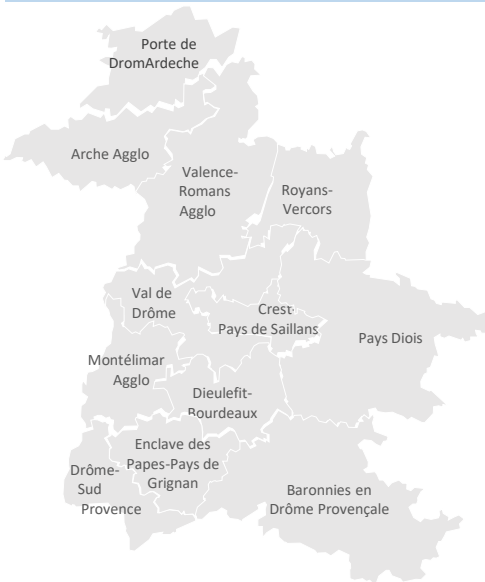 Porte de
DromArdeche
Arche Agglo
Valence-
Romans
Agglo
Royans-
Vercors
Val de
Drôme
Crest-
Pays de Saillans
Pays Diois
Montélimar
Agglo
Dieulefit-
Bourdeaux
Enclave des
Papes-Pays de
Grignan
Drôme-
Sud
Provence
Baronnies en
Drôme Provençale